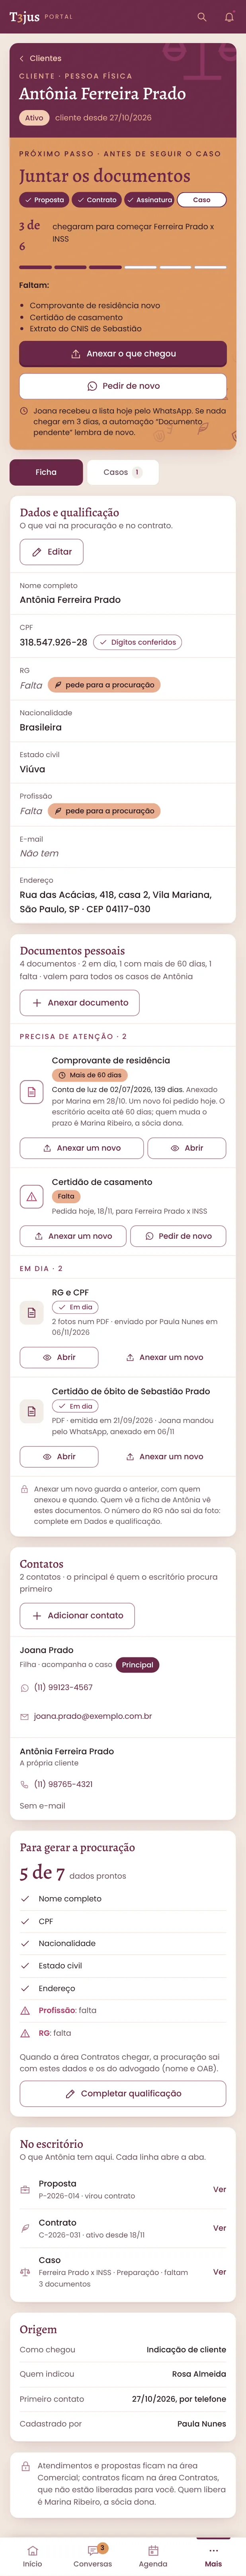 T3jus PORTAL
Clientes
CLIENTE · PESSOA FÍSICA
Antônia Ferreira Prado
Ativo cliente desde 27/10/2026
PRÓXIMO PASSO · ANTES DE SEGUIR O CASO
Juntar os documentos
Proposta Contrato Assinatura Caso
3 de 6
chegaram para começar Ferreira Prado x
INSS
Faltam:
• Comprovante de residência novo
• Certidão de casamento
• Extrato do CNIS de Sebastião
Anexar o que chegou
Pedir de novo
Joana recebeu a lista hoje pelo WhatsApp. Se nada
chegar em 3 dias, a automação “Documento
pendente” lembra de novo.
Ficha
Casos 1
Dados e qualificação
O que vai na procuração e no contrato.
Editar
Nome completo
Antônia Ferreira Prado
CPF
318.547.926-28 Dígitos conferidos
RG
Falta pede para a procuração
Nacionalidade
Brasileira
Estado civil
Viúva
Profissão
Falta pede para a procuração
E-mail
Não tem
Endereço
Rua das Acácias, 418, casa 2, Vila Mariana,
São Paulo, SP · CEP 04117-030
Documentos pessoais
4 documentos · 2 em dia, 1 com mais de 60 dias, 1
falta · valem para todos os casos de Antônia
Anexar documento
PRECISA DE ATENÇÃO · 2
Comprovante de residência
Mais de 60 dias
Conta de luz de 02/07/2026, 139 dias. Anexado
por Marina em 28/10. Um novo foi pedido hoje. O
escritório aceita até 60 dias; quem muda o
prazo é Marina Ribeiro, a sócia dona.
Anexar um novo Abrir
Certidão de casamento
Falta
Pedida hoje, 18/11, para Ferreira Prado x INSS
Anexar um novo Pedir de novo
EM DIA · 2
RG e CPF
Em dia
2 fotos num PDF · enviado por Paula Nunes em
06/11/2026
Abrir Anexar um novo
Certidão de óbito de Sebastião Prado
Em dia
PDF · emitida em 21/09/2026 · Joana mandou
pelo WhatsApp, anexado em 06/11
Abrir Anexar um novo
Anexar um novo guarda o anterior, com quem
anexou e quando. Quem vê a ficha de Antônia vê
estes documentos. O número do RG não sai da foto:
complete em Dados e qualificação.
Contatos
2 contatos · o principal é quem o escritório procura
primeiro
Adicionar contato
Joana Prado
Filha · acompanha o caso Principal
(11) 99123-4567
joana.prado@exemplo.com.br
Antônia Ferreira Prado
A própria cliente
(11) 98765-4321
Sem e-mail
Para gerar a procuração
5 de 7 dados prontos
Nome completo
CPF
Nacionalidade
Estado civil
Endereço
Profissão: falta
RG: falta
Quando a área Contratos chegar, a procuração sai
com estes dados e os do advogado (nome e OAB).
Completar qualificação
No escritório
O que Antônia tem aqui. Cada linha abre a aba.
Proposta
P-2026-014 · virou contrato
Ver
Contrato
C-2026-031 · ativo desde 18/11
Ver
Caso
Ferreira Prado x INSS · Preparação · faltam
3 documentos
Ver
Origem
Como chegou Indicação de cliente
Quem indicou Rosa Almeida
Primeiro contato 27/10/2026, por telefone
Cadastrado por Paula Nunes
Atendimentos e propostas ficam na área
Comercial; contratos ficam na área Contratos,
que não estão liberadas para você. Quem libera
é Marina Ribeiro, a sócia dona.
3
Início Conversas Agenda Mais